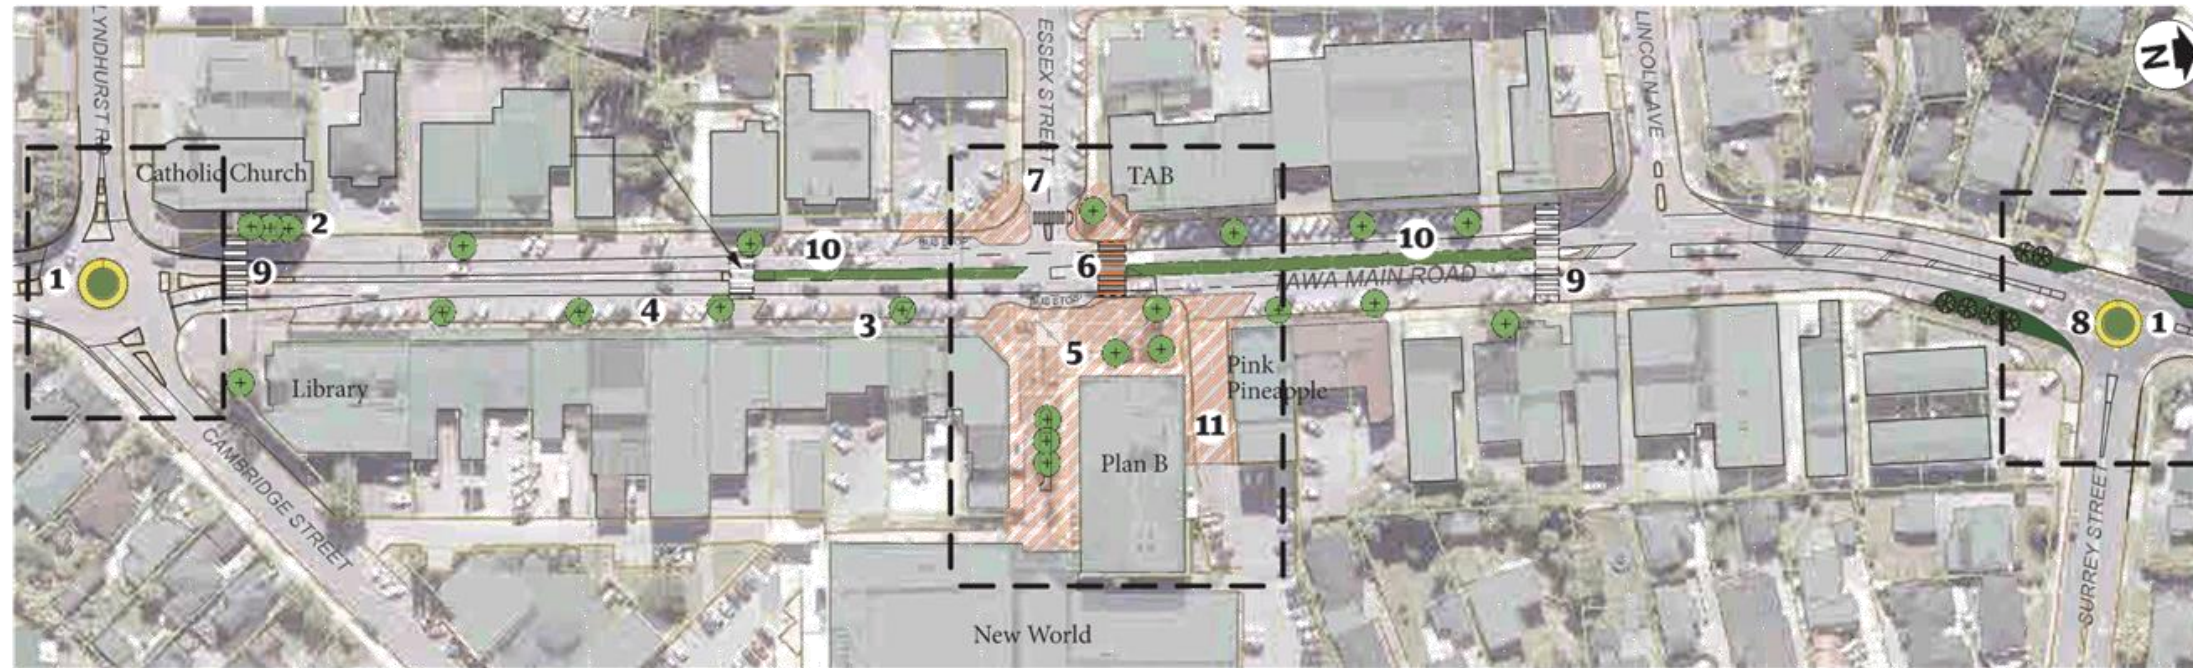 LYNDHURST R
ESSEX STREET
LINCOLN AVE
N
Catholic Church
7
TAB
2
10
10
BUS STOP
1
9
6
AWA MAIN ROAD
9
4
3
BUS STOP
5
8
1
Library
Pink
Pineapple
11
Plan B
CAMBRIDGE STREET
SURREY STREET
New World